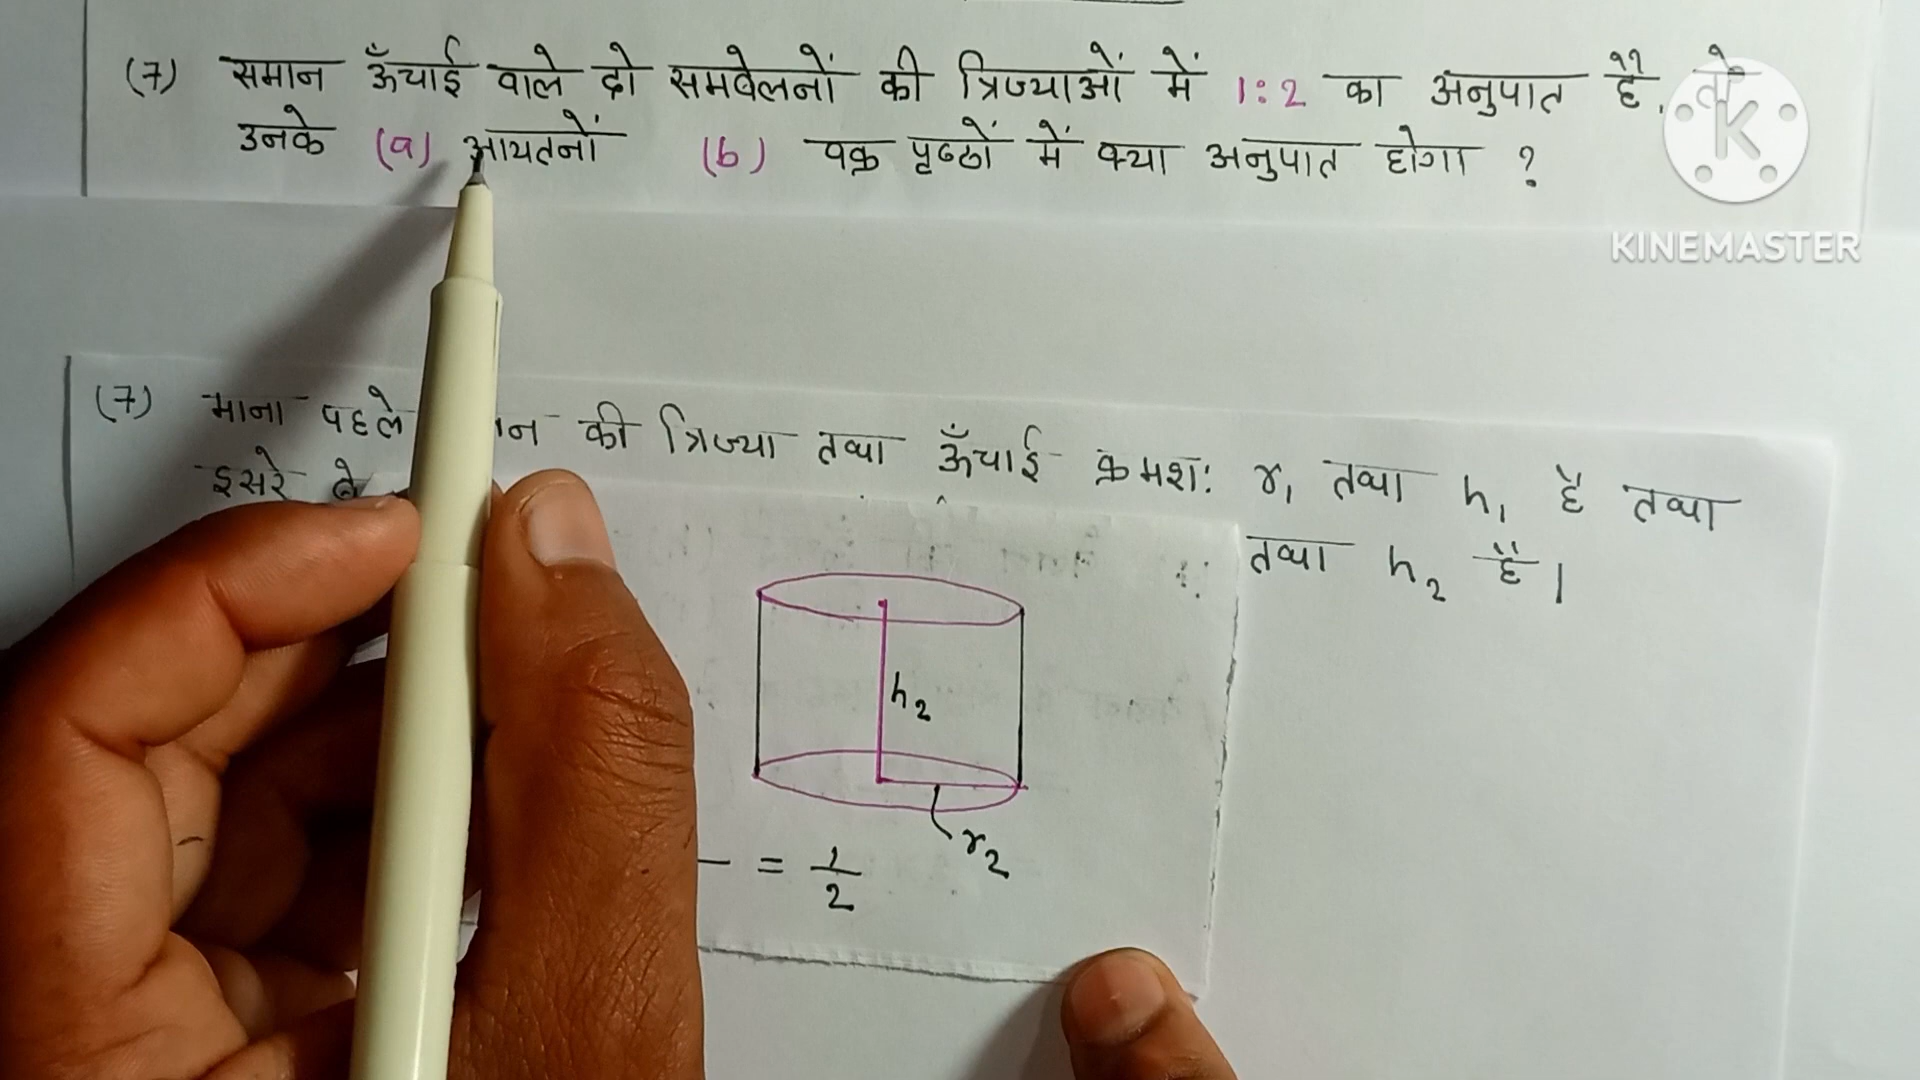 (7) समान ऊँचाई वाले दो समबेलनों की त्रिज्याओं में 1:2 का अनुपात है, तो
उनके (a) आयतनों (b) वक्र पृष्ठों में क्या अनुपात होगा ?
KINEMASTER
(7) माना पहले की त्रिज्या तथा ऊँचाई क्रमश: r₁ तथा h₁ है तथा
दूसरे तथा h₂ है।
h₂
r₂
= 1/2